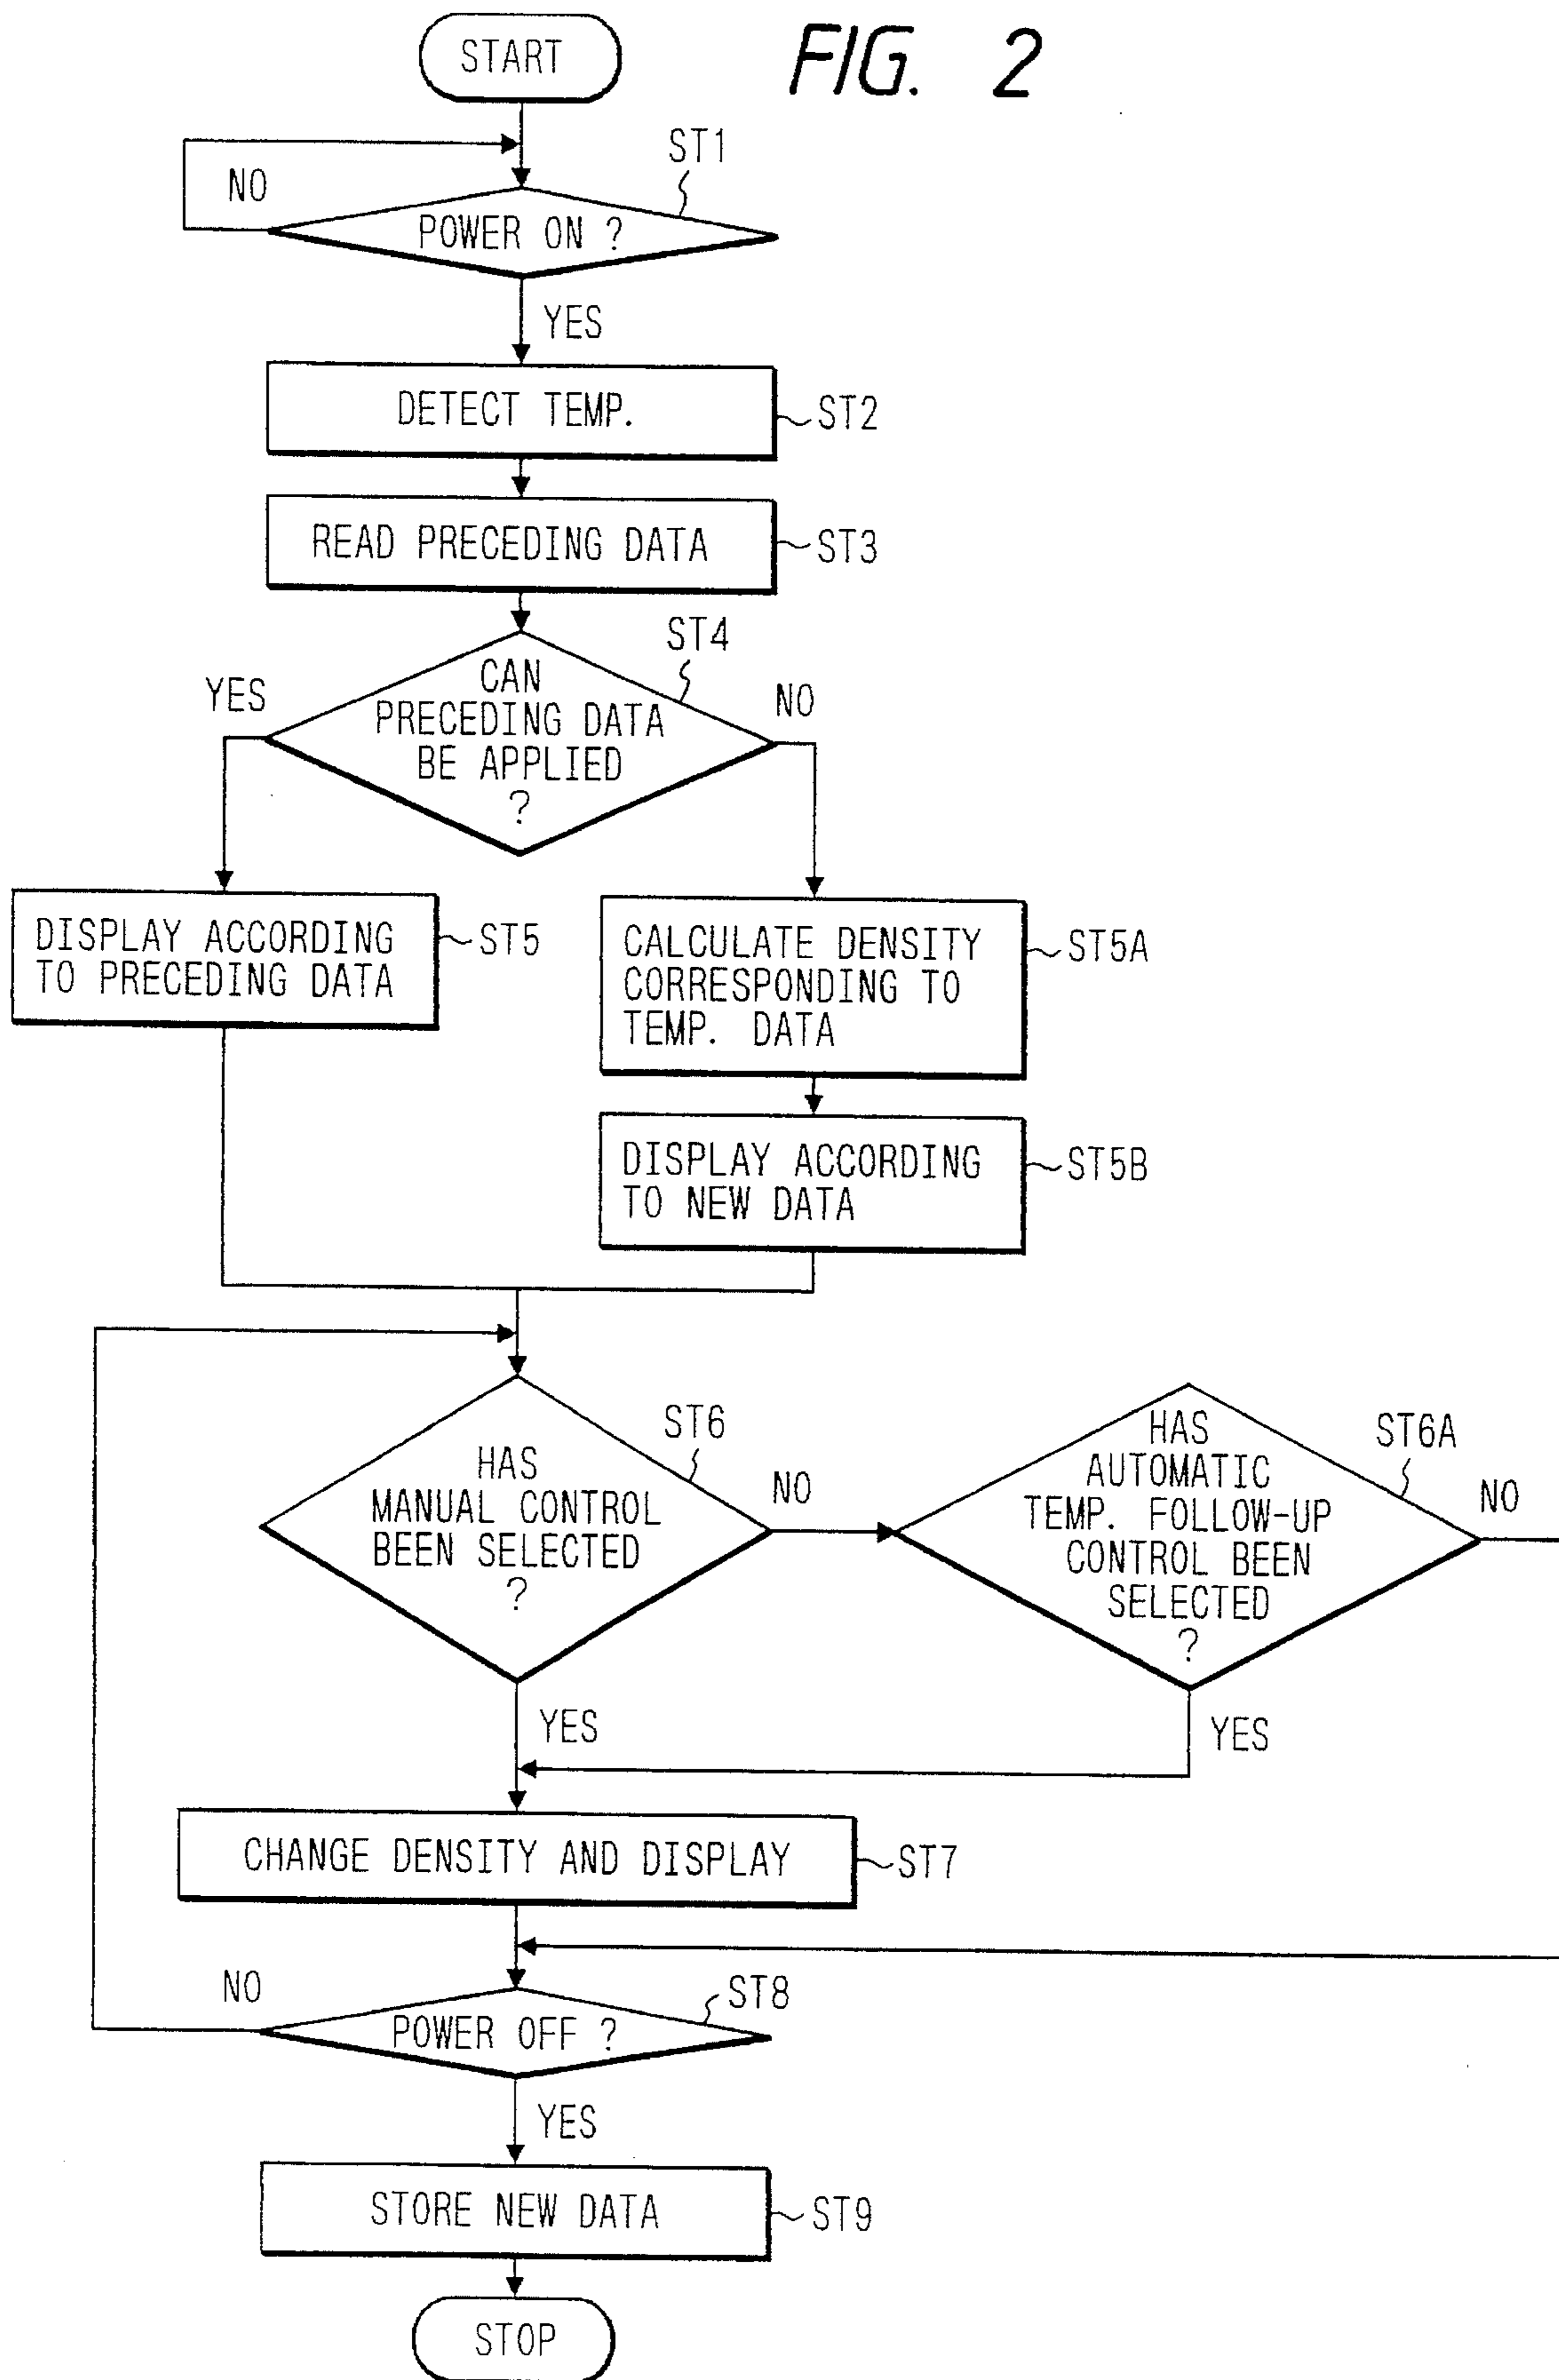 START
FIG. 2
ST1
NO
POWER ON ?
YES
DETECT TEMP.
ST2
READ PRECEDING DATA
ST3
ST4
YES
CAN
PRECEDING DATA
BE APPLIED
?
NO
DISPLAY ACCORDING
TO PRECEDING DATA
ST5
CALCULATE DENSITY
CORRESPONDING TO
TEMP. DATA
ST5A
DISPLAY ACCORDING
TO NEW DATA
ST5B
ST6
HAS
MANUAL CONTROL
BEEN SELECTED
?
NO
ST6A
HAS
AUTOMATIC
TEMP. FOLLOW-UP
CONTROL BEEN
SELECTED
?
NO
YES
YES
CHANGE DENSITY AND DISPLAY
ST7
NO
ST8
POWER OFF ?
YES
STORE NEW DATA
ST9
STOP